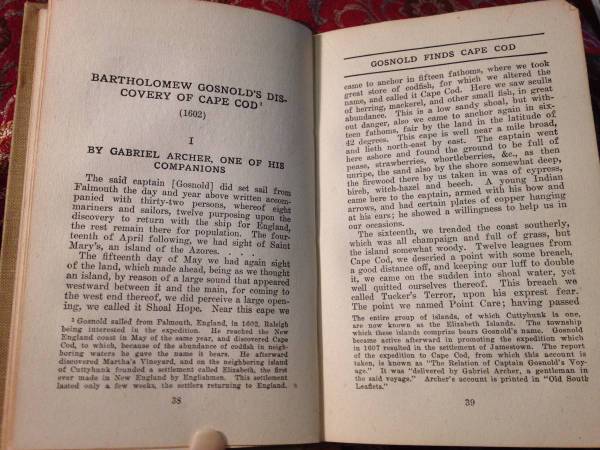 BARTHOLOMEW GOSNOLD'S DIS-
COVERY OF CAPE COD¹
(1602)
I
BY GABRIEL ARCHER, ONE OF HIS
COMPANIONS
The said captain [Gosnold] did set sail from
Falmouth the day and year above written accom-
panied with thirty-two persons, whereof eight
mariners and sailors, twelve purposing upon the
discovery to return with the ship for England,
the rest remain there for population. The four-
teenth of April following, we had sight of Saint
Mary's, an island of the Azores. . . .
The fifteenth day of May we had again sight
of the land, which made ahead, being as we thought
an island, by reason of a large sound that appeared
westward between it and the main, for coming to
the west end thereof, we did perceive a large open-
ing, we called it Shoal Hope. Near this cape we
¹ Gosnold sailed from Falmouth, England, in 1602, Raleigh
being interested in the expedition. He reached the New
England coast in May of the same year, and discovered Cape
Cod, to which, because of the abundance of codfish in neigh-
boring waters he gave the name it bears. He afterward
discovered Martha's Vineyard, and on the neighboring island
of Cuttyhunk founded a settlement called Elizabeth, the first
ever made in New England by Englishmen. This settlement
lasted only a few weeks, the settlers returning to England.
38
GOSNOLD FINDS CAPE COD
came to anchor in fifteen fathoms, where we took
great store of codfish, for which we altered the
name, and called it Cape Cod. Here we saw sculls
of herring, mackerel, and other small fish, in great
abundance. This is a low sandy shoal, but with-
out danger, also we came to anchor again in six-
teen fathoms, fair by the land in the latitude of
42 degrees. This cape is well near a mile broad,
and lieth north-east by east. The captain went
here ashore and found the ground to be full of
pease, strawberries, whortleberries, &c., as then
unripe, the sand also by the shore somewhat deep,
the firewood there by us taken in was of cypress,
birch, witch-hazel and beech. A young Indian
came here to the captain, armed with his bow and
arrows, and had certain plates of copper hanging
at his ears; he showed a willingness to help us in
our occasions.
The sixteenth, we trended the coast southerly,
which was all champaign and full of grass, but
the island somewhat woody. Twelve leagues from
Cape Cod, we descried a point with some breach,
a good distance off, and keeping our luff to double
it, we came on the sudden into shoal water, yet
well quitted ourselves thereof. This breach we
called Tucker's Terror, upon his express fear.
The point we named Point Care; having passed
The entire group of islands, of which Cuttyhunk is one,
are now known as the Elizabeth Islands. The township
which these islands comprise bears Gosnold's name. Gosnold
became active afterward in promoting the expedition which
in 1607 resulted in the settlement of Jamestown. The report
of the expedition to Cape Cod, from which this account is
taken, is known as "The Relation of Captain Gosnold's Voy-
age." It was "delivered by Gabriel Archer, a gentleman in
the said voyage." Archer's account is printed in "Old South
Leaflets."
39